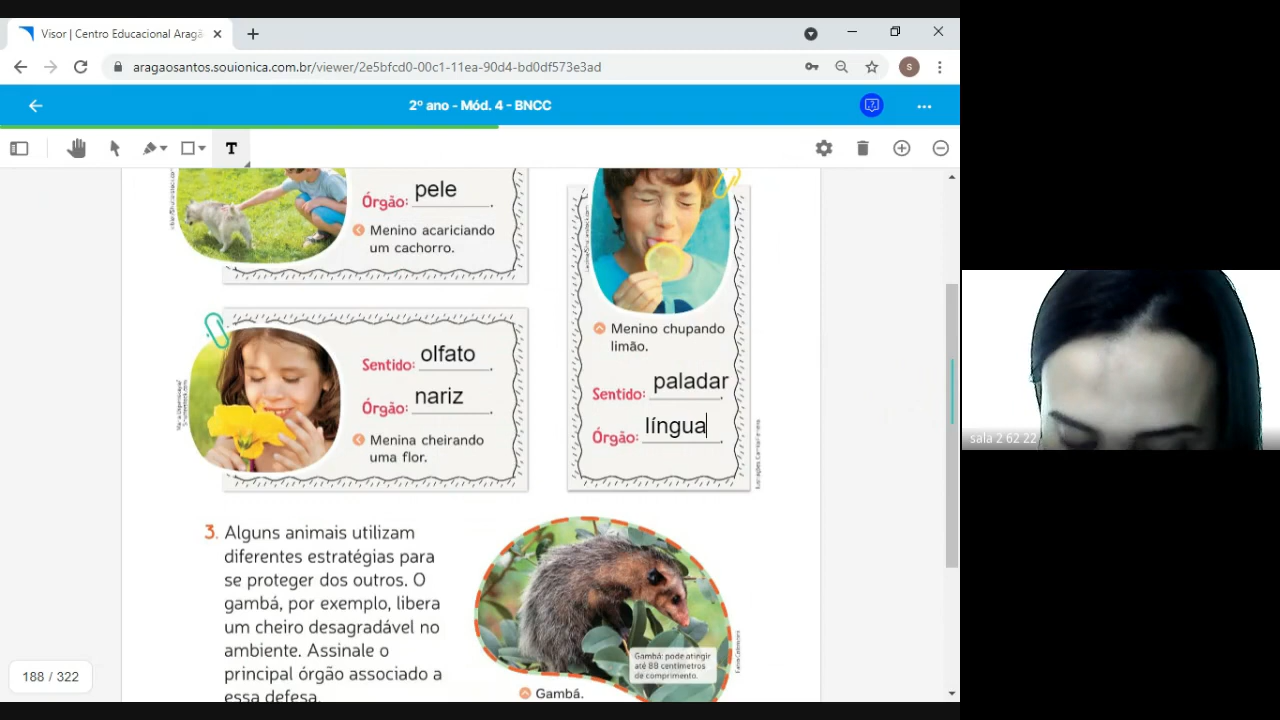 Visor | Centro Educacional Aragã
aragaosantos.souionica.com.br/viewer/2e5bfcd0-00c1-11ea-90d4-bd0df573e3ad
s
2º ano - Mód. 4 - BNCC
T
Órgão: pele.
Menino acariciando
um cachorro.
Sentido: olfato.
Órgão: nariz.
Menina cheirando
uma flor.
Menino chupando
limão.
Sentido: paladar.
Órgão: língua.
3. Alguns animais utilizam
diferentes estratégias para
se proteger dos outros. O
gambá, por exemplo, libera
um cheiro desagradável no
ambiente. Assinale o
principal órgão associado a
essa defesa.
Gambá: pode atingir
até 88 centímetros
de comprimento.
Gambá.
188 / 322
sala 2 62 22